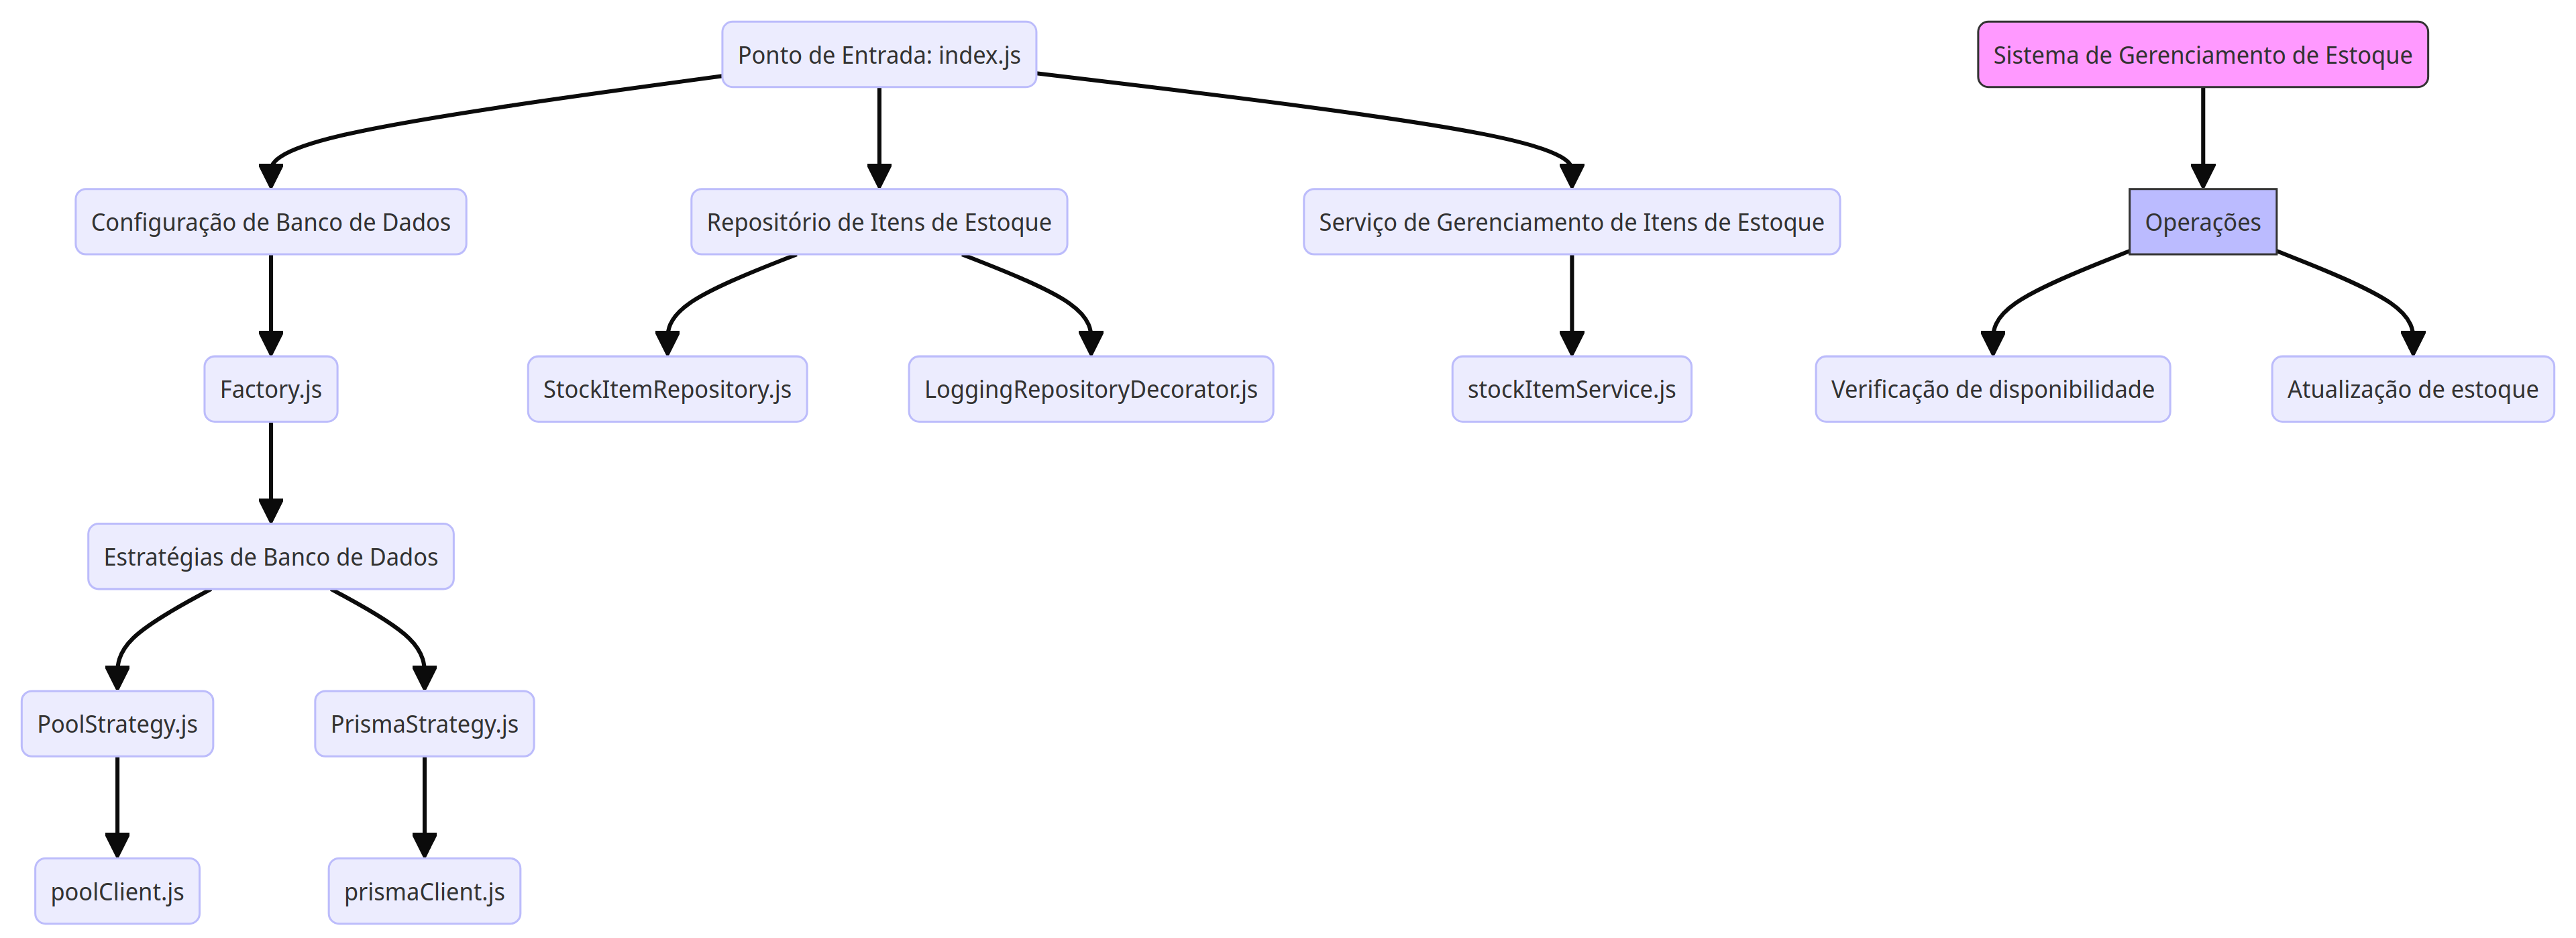 Ponto de Entrada: index.js
Sistema de Gerenciamento de Estoque
Configuração de Banco de Dados
Repositório de Itens de Estoque
Serviço de Gerenciamento de Itens de Estoque
Operações
Factory.js
StockItemRepository.js
LoggingRepositoryDecorator.js
stockItemService.js
Verificação de disponibilidade
Atualização de estoque
Estratégias de Banco de Dados
PoolStrategy.js
PrismaStrategy.js
poolClient.js
prismaClient.js